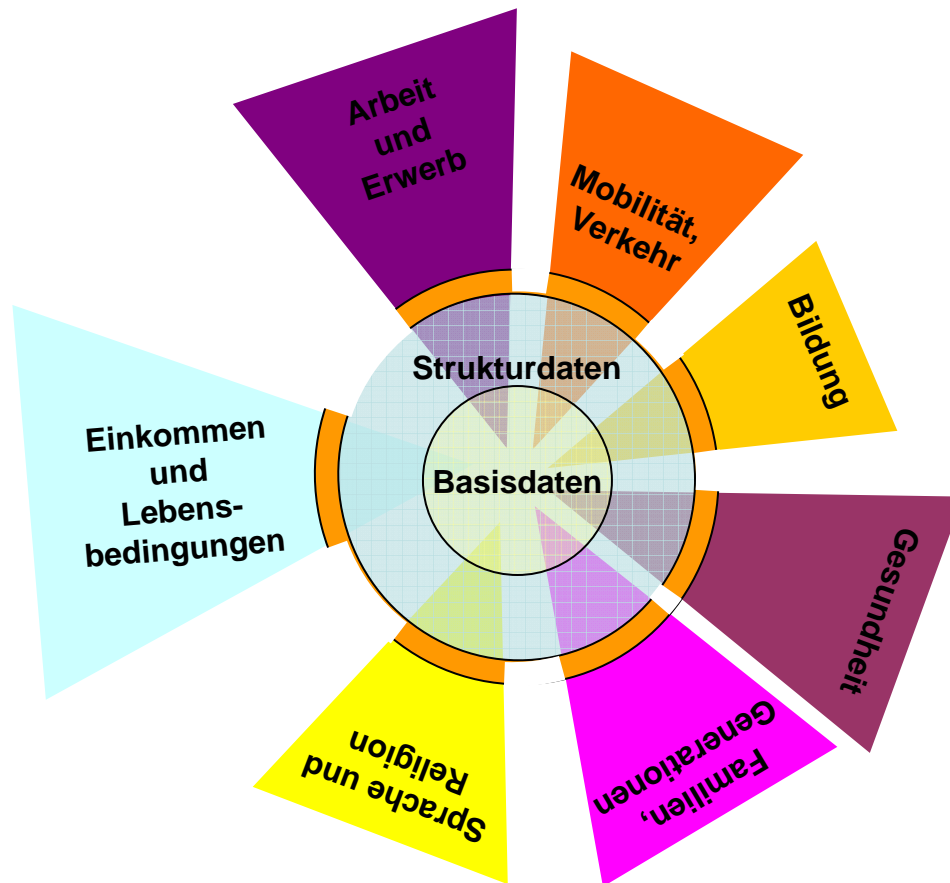 Arbeit
und
Erwerb
Mobilität,
Verkehr
Bildung
Strukturdaten
Basisdaten
Einkommen
und
Lebens-
bedingungen
Gesundheit
Familien,
Generationen
Sprache und
Religion